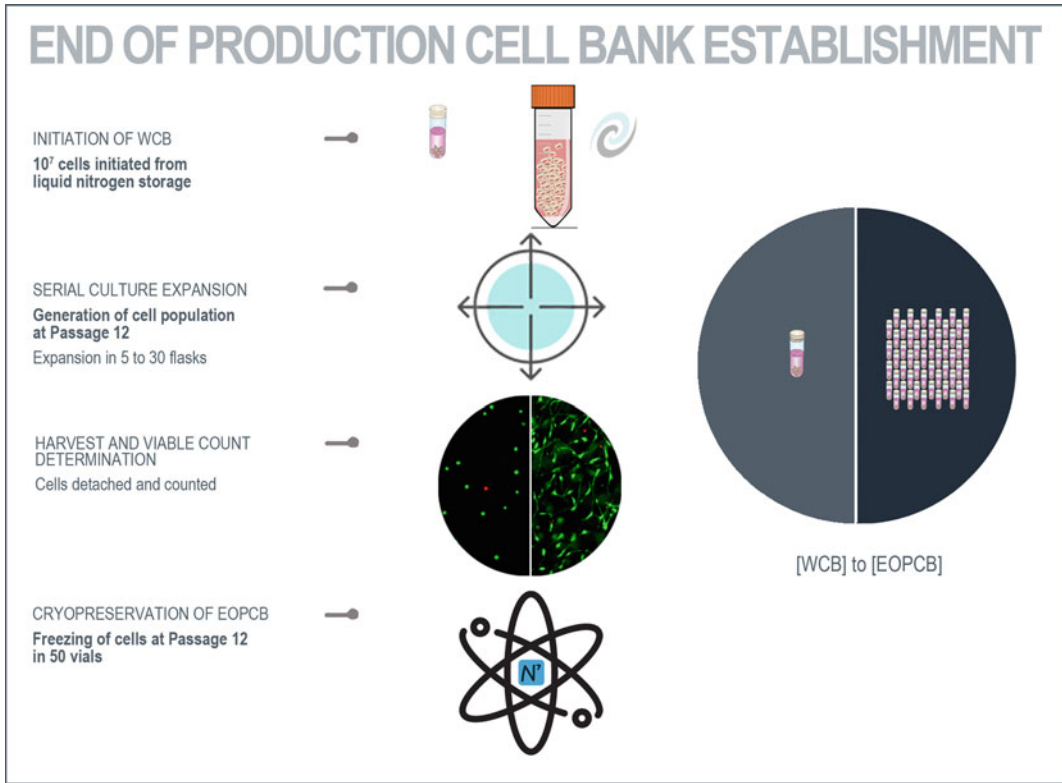 END OF PRODUCTION CELL BANK ESTABLISHMENT
INITIATION OF WCB
10⁷ cells initiated from
liquid nitrogen storage
SERIAL CULTURE EXPANSION
Generation of cell population
at Passage 12
Expansion in 5 to 30 flasks
HARVEST AND VIABLE COUNT
DETERMINATION
Cells detached and counted
CRYOPRESERVATION OF EOPCB
Freezing of cells at Passage 12
in 50 vials
N⁷
[WCB] to [EOPCB]